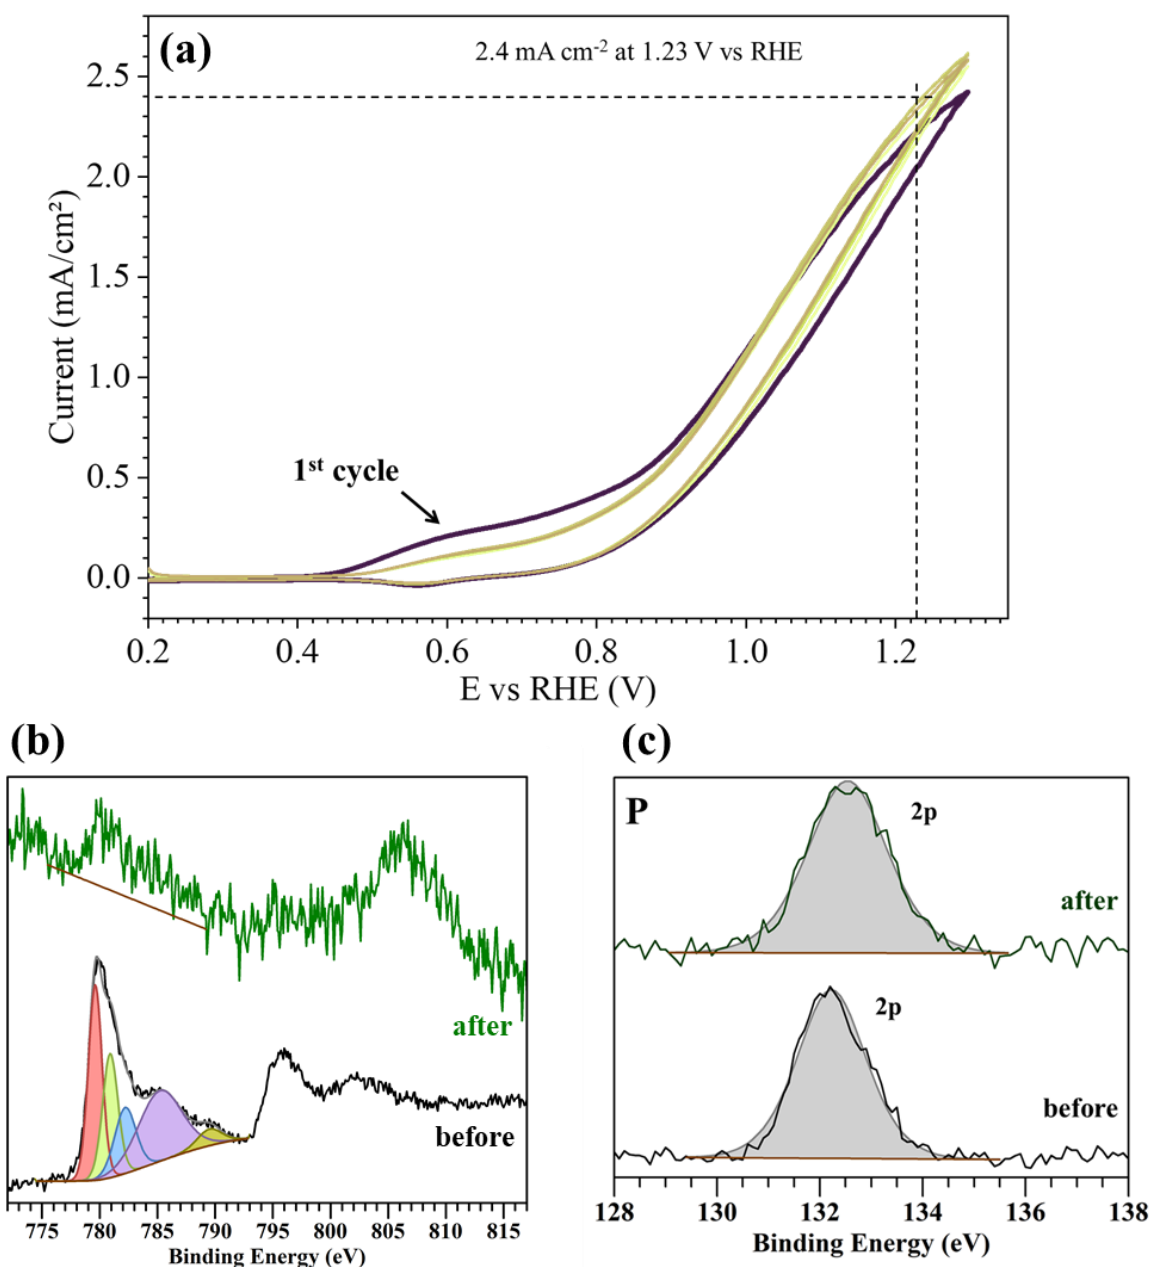 (a)
2.4 mA cm⁻² at 1.23 V vs RHE
2.5
2.0
1.5
1.0
0.5
0.0
Current (mA/cm²)
1ˢᵗ cycle
0.2 0.4 0.6 0.8 1.0 1.2
E vs RHE (V)
(b)
after
before
775 780 785 790 795 800 805 810 815
Binding Energy (eV)
(c)
P
2p
after
2p
before
128 130 132 134 136 138
Binding Energy (eV)